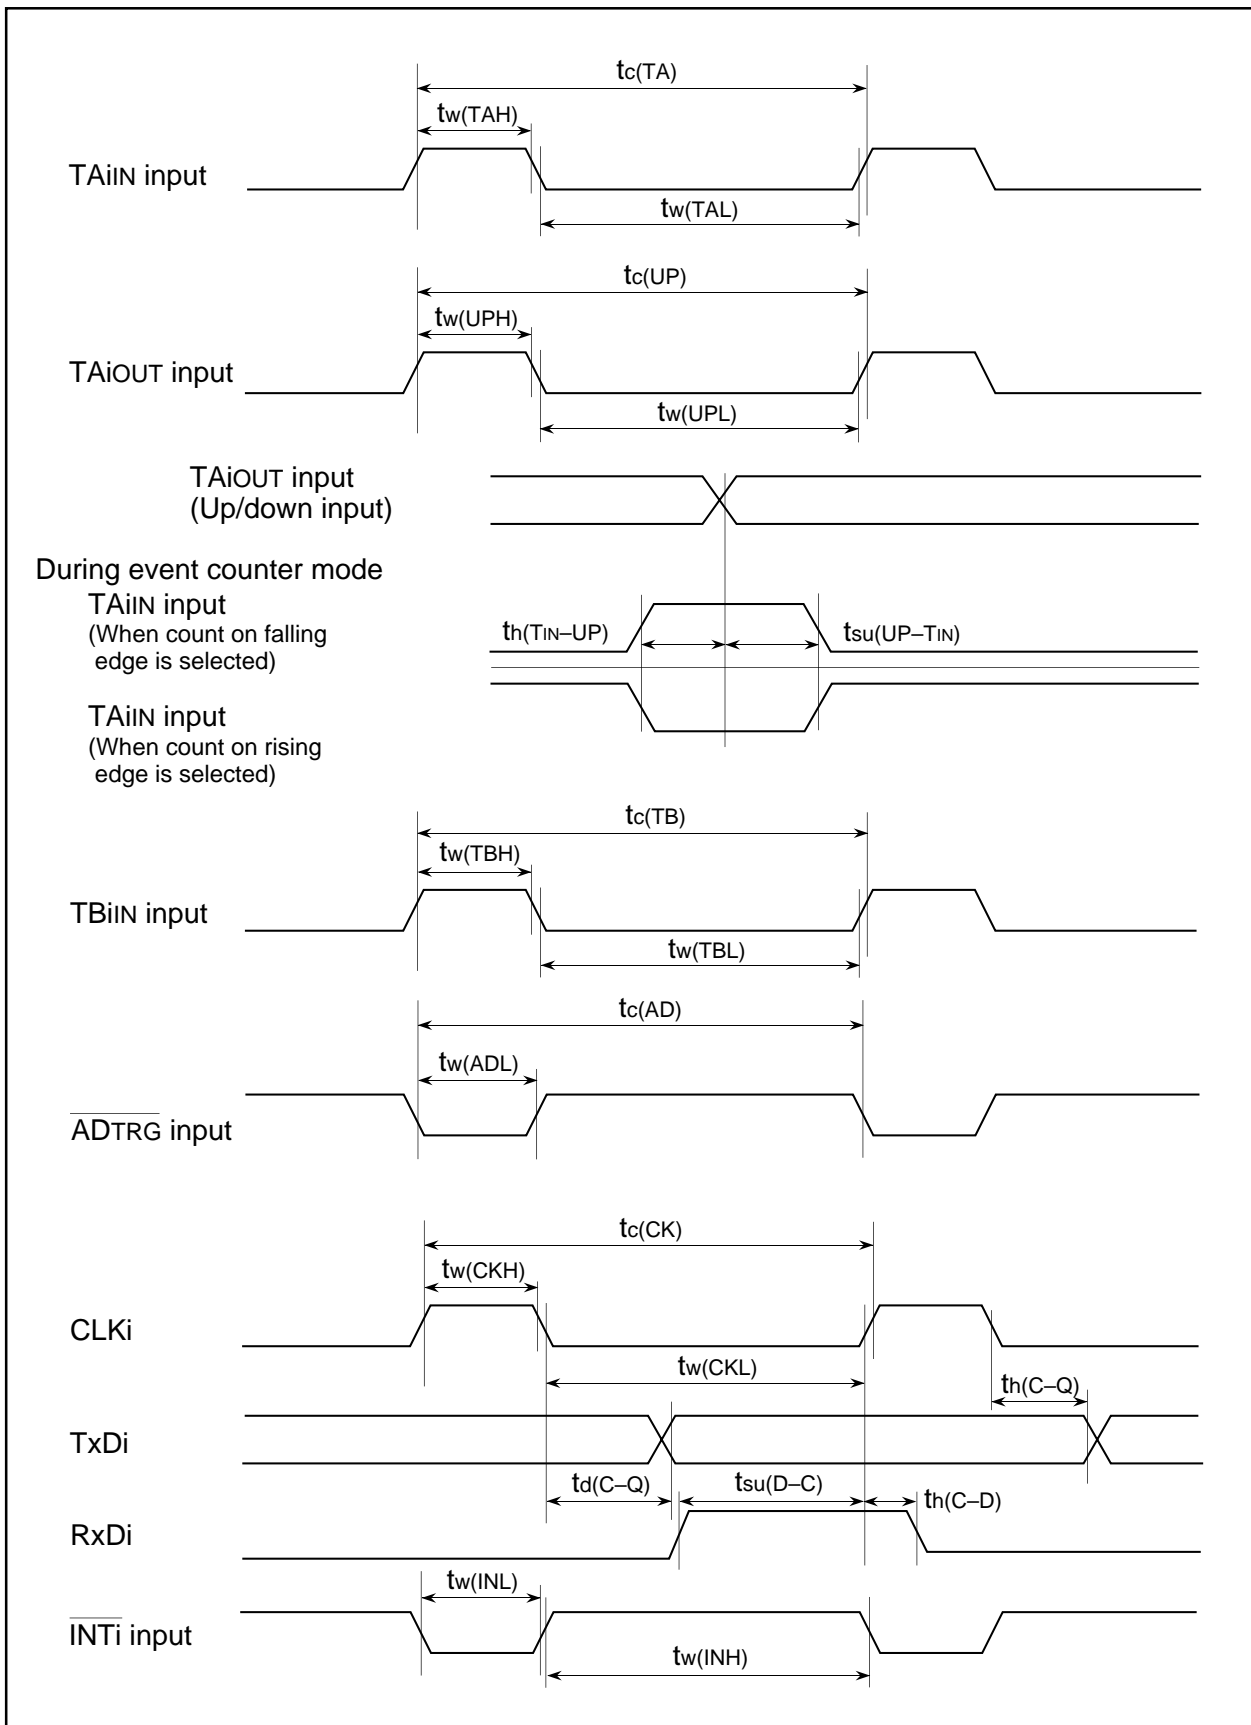 tc(TA)
tw(TAH)
TAiIN input
tw(TAL)
tc(UP)
tw(UPH)
TAiOUT input
tw(UPL)
TAiOUT input
(Up/down input)
During event counter mode
TAiIN input
(When count on falling
edge is selected)
th(TIN–UP)
tsu(UP–TIN)
TAiIN input
(When count on rising
edge is selected)
tc(TB)
tw(TBH)
TBiIN input
tw(TBL)
tc(AD)
tw(ADL)
ADTRG input
tc(CK)
tw(CKH)
CLKi
tw(CKL)
th(C–Q)
TxDi
td(C–Q)
tsu(D–C)
th(C–D)
RxDi
tw(INL)
INTi input
tw(INH)